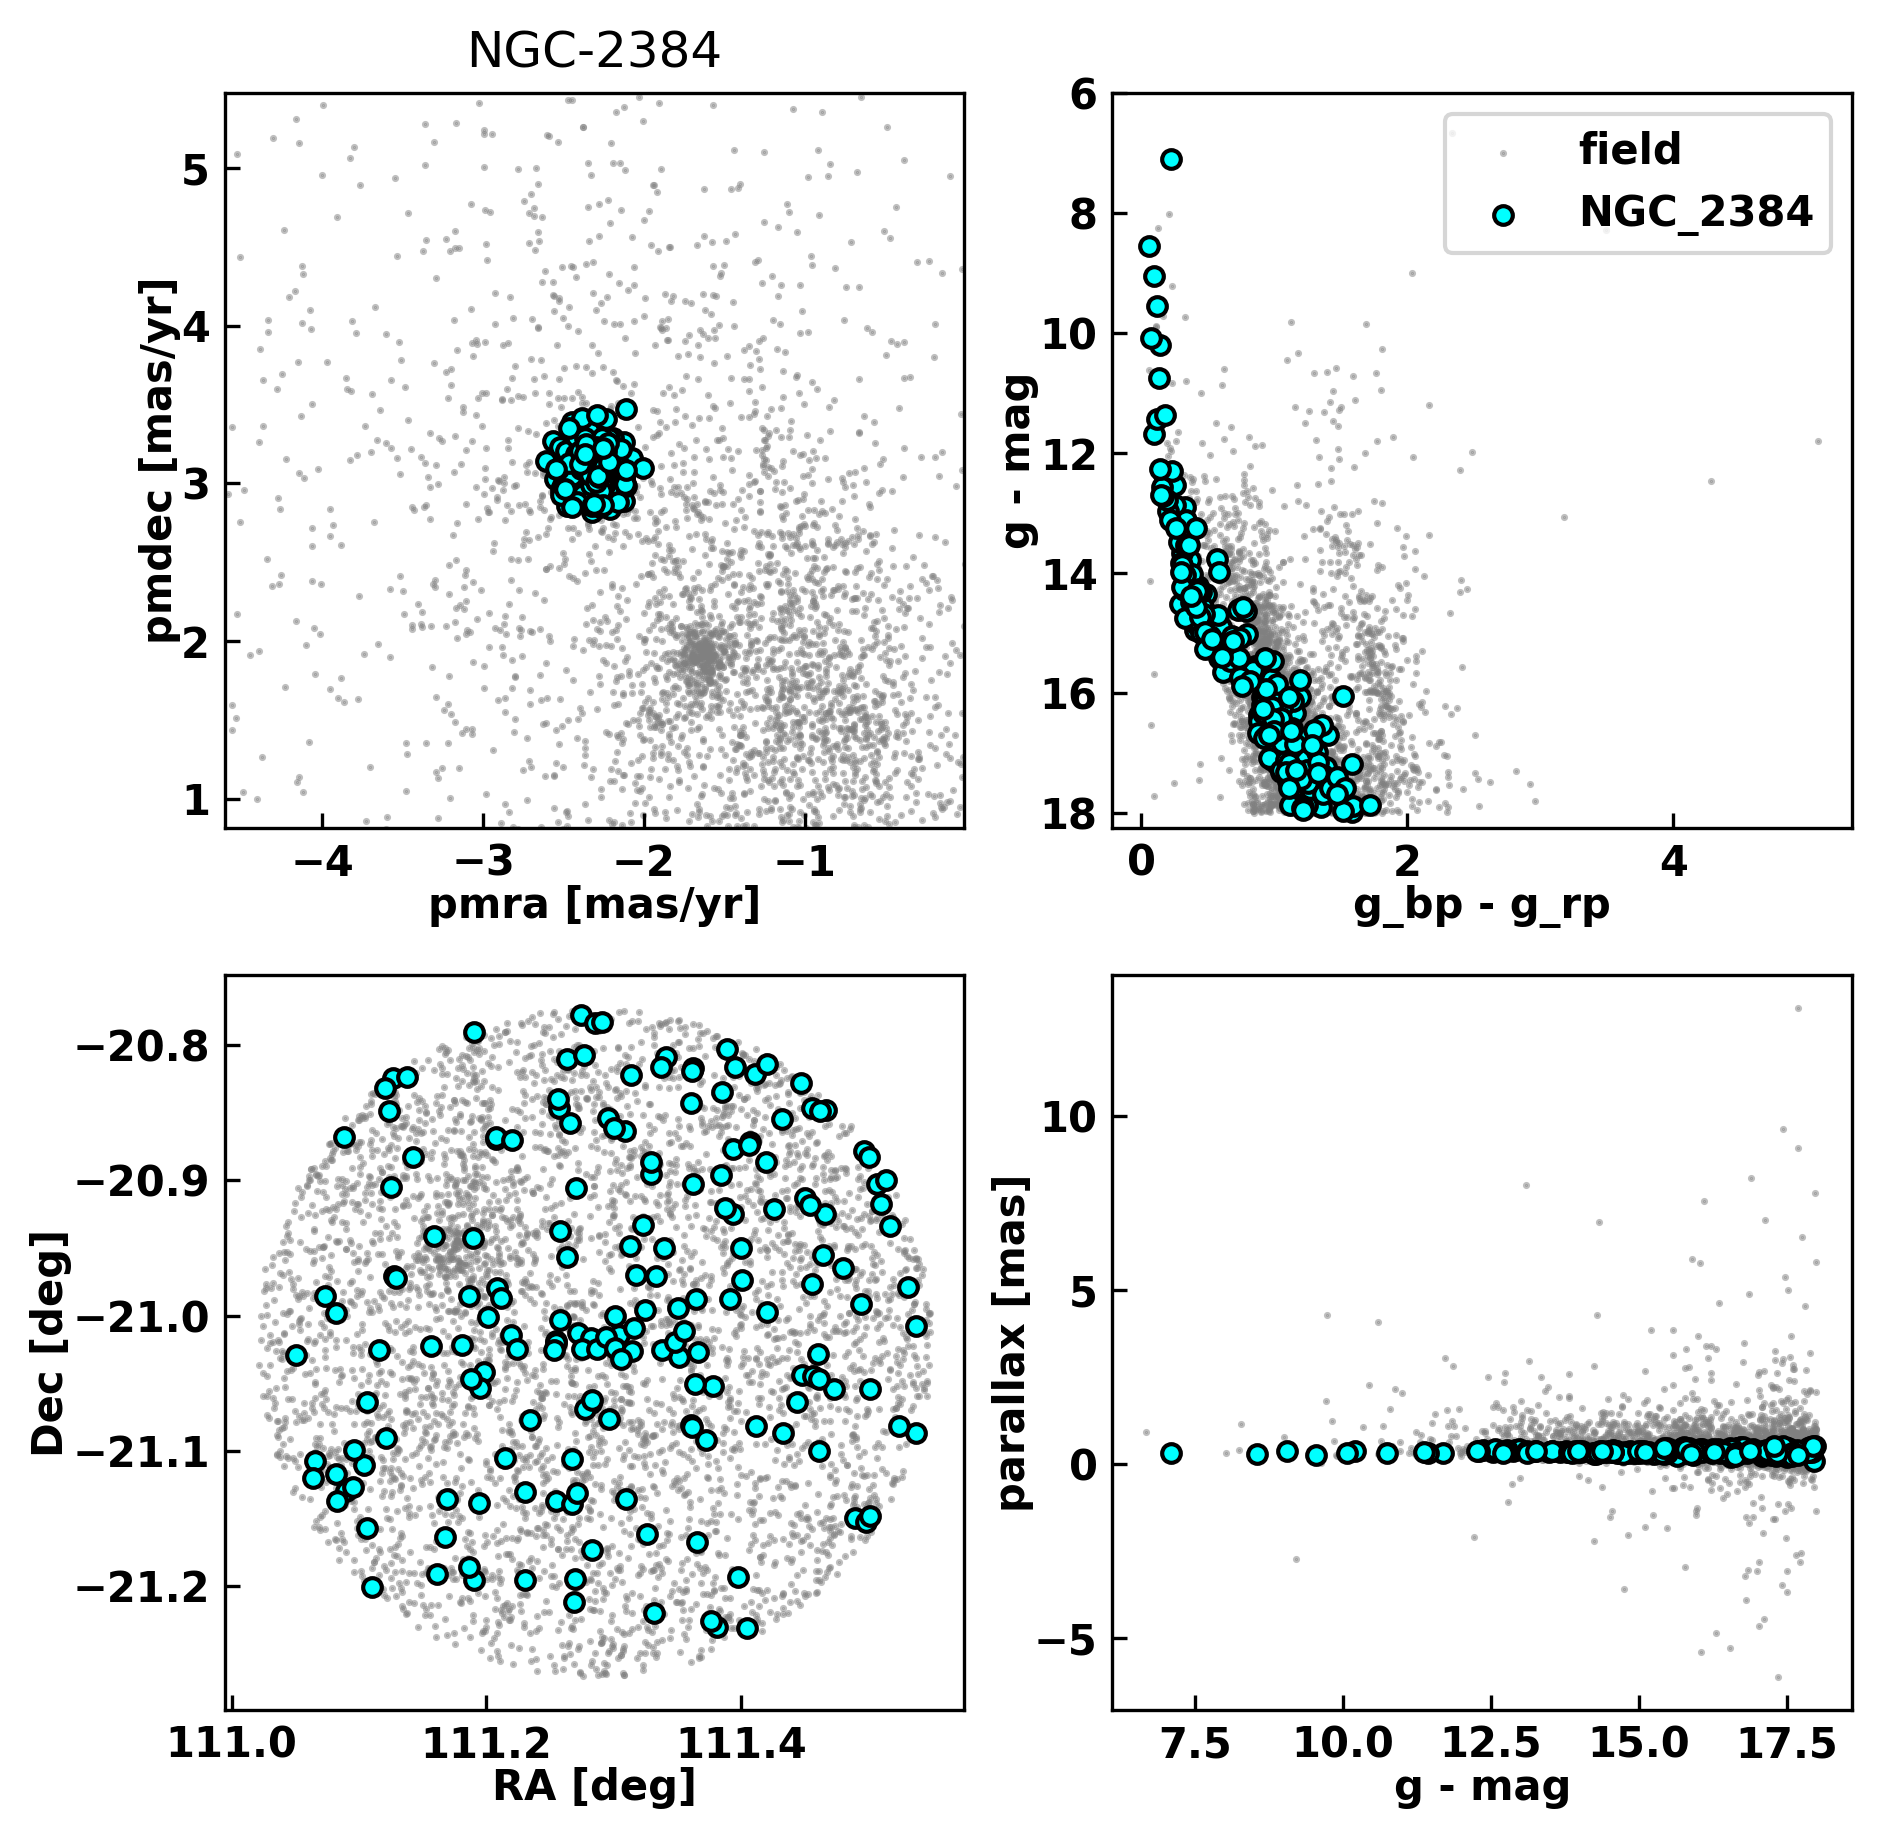 NGC-2384
5
4
3
2
1
pmdec [mas/yr]
−4 −3 −2 −1
pmra [mas/yr]
6
8
10
12
14
16
18
g - mag
field
NGC_2384
0 2 4
g_bp - g_rp
−20.8
−20.9
−21.0
−21.1
−21.2
Dec [deg]
111.0 111.2 111.4
RA [deg]
10
5
0
−5
parallax [mas]
7.5 10.0 12.5 15.0 17.5
g - mag